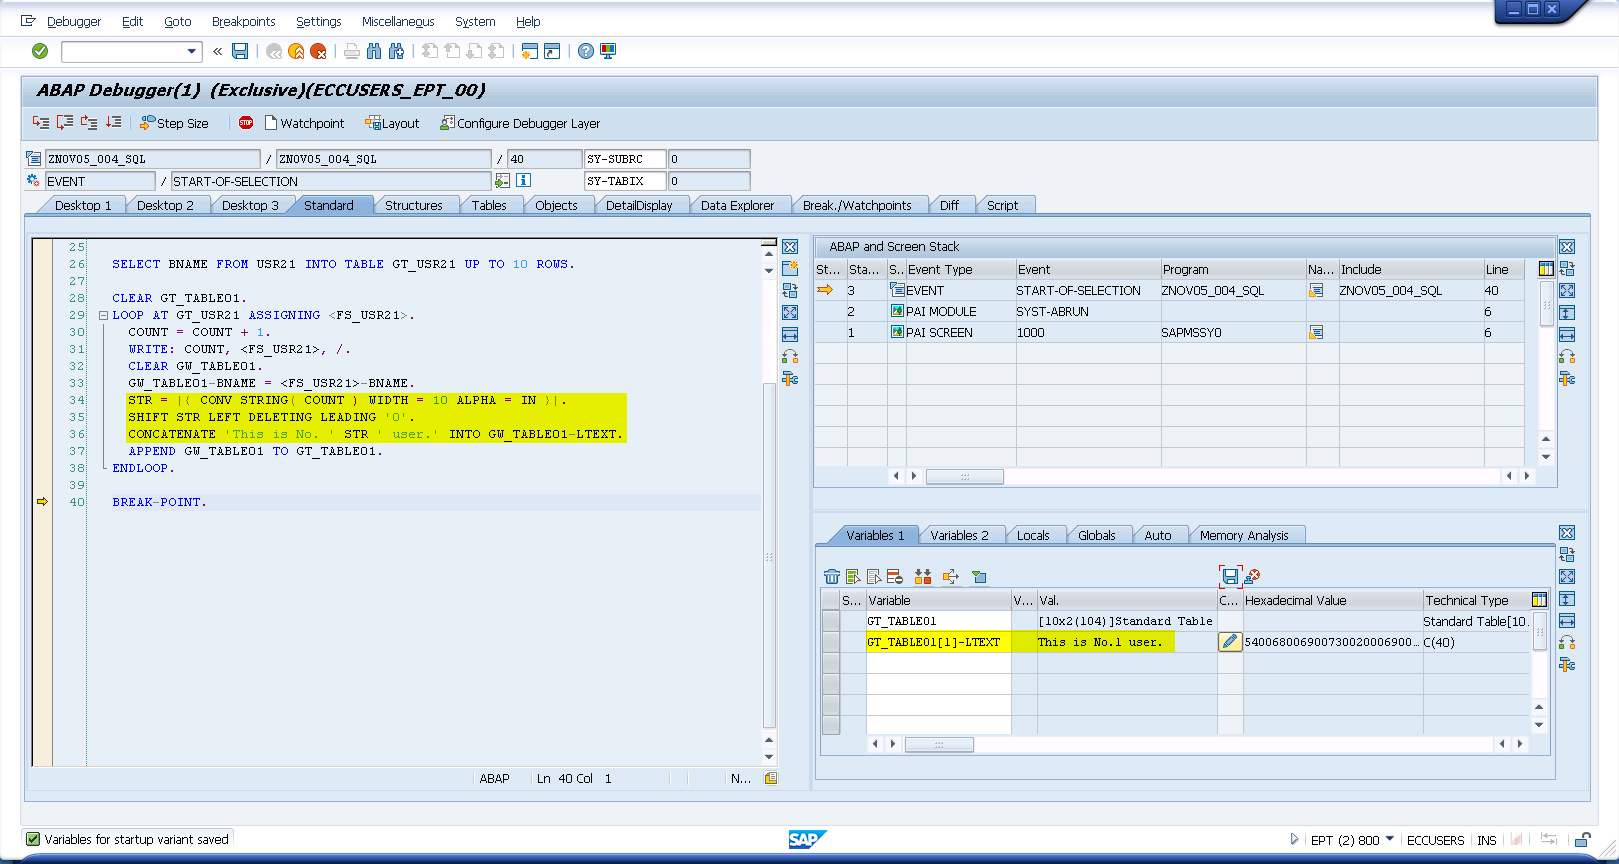 Debugger Edit Goto Breakpoints Settings Miscellaneous System Help
ABAP Debugger(1) (Exclusive)(ECCUSERS_EPT_00)
Step Size STOP Watchpoint Layout Configure Debugger Layer
ZNOV05_004_SQL / ZNOV05_004_SQL / 40 SY-SUBRC 0
EVENT / START-OF-SELECTION SY-TABIX 0
Desktop 1 Desktop 2 Desktop 3 Standard Structures Tables Objects DetailDisplay Data Explorer Break./Watchpoints Diff Script
25
26 SELECT BNAME FROM USR21 INTO TABLE GT_USR21 UP TO 10 ROWS.
27
28 CLEAR GT_TABLE01.
29 LOOP AT GT_USR21 ASSIGNING <FS_USR21>.
30 COUNT = COUNT + 1.
31 WRITE: COUNT, <FS_USR21>, /.
32 CLEAR GW_TABLE01.
33 GW_TABLE01-BNAME = <FS_USR21>-BNAME.
34 STR = |{ CONV STRING( COUNT ) WIDTH = 10 ALPHA = IN }|.
35 SHIFT STR LEFT DELETING LEADING '0'.
36 CONCATENATE 'This is No. ' STR ' user.' INTO GW_TABLE01-LTEXT.
37 APPEND GW_TABLE01 TO GT_TABLE01.
38 ENDLOOP.
39
40 BREAK-POINT.
ABAP Ln 40 Col 1 N...
ABAP and Screen Stack
St... Sta... S.. Event Type Event Program Na... Include Line
3 EVENT START-OF-SELECTION ZNOV05_004_SQL ZNOV05_004_SQL 40
2 PAI MODULE SYST-ABRUN 6
1 PAI SCREEN 1000 SAPMSSY0 6
Variables 1 Variables 2 Locals Globals Auto Memory Analysis
S... Variable V... Val. C... Hexadecimal Value Technical Type
GT_TABLE01 [10x2(104)]Standard Table Standard Table[10.
GT_TABLE01[1]-LTEXT This is No.1 user. 540068006900730020006900... C(40)
Variables for startup variant saved
SAP
EPT (2) 800 ECCUSERS INS